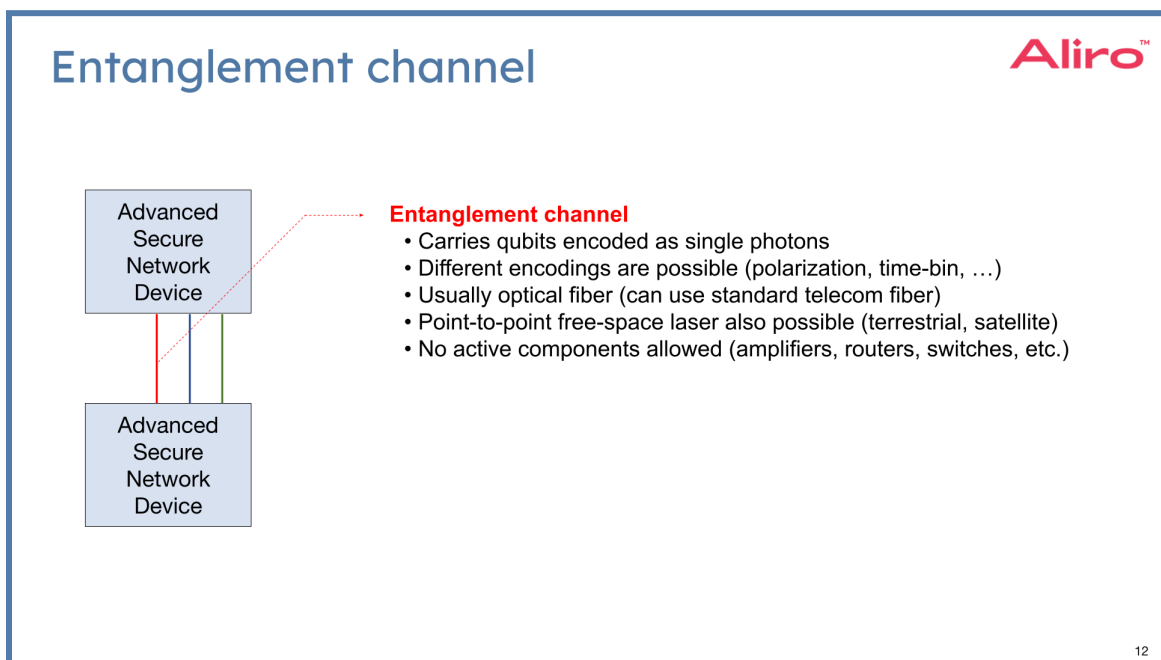 Entanglement channel
Aliro™
Advanced
Secure
Network
Device
Entanglement channel
• Carries qubits encoded as single photons
• Different encodings are possible (polarization, time-bin, …)
• Usually optical fiber (can use standard telecom fiber)
• Point-to-point free-space laser also possible (terrestrial, satellite)
• No active components allowed (amplifiers, routers, switches, etc.)
Advanced
Secure
Network
Device
12